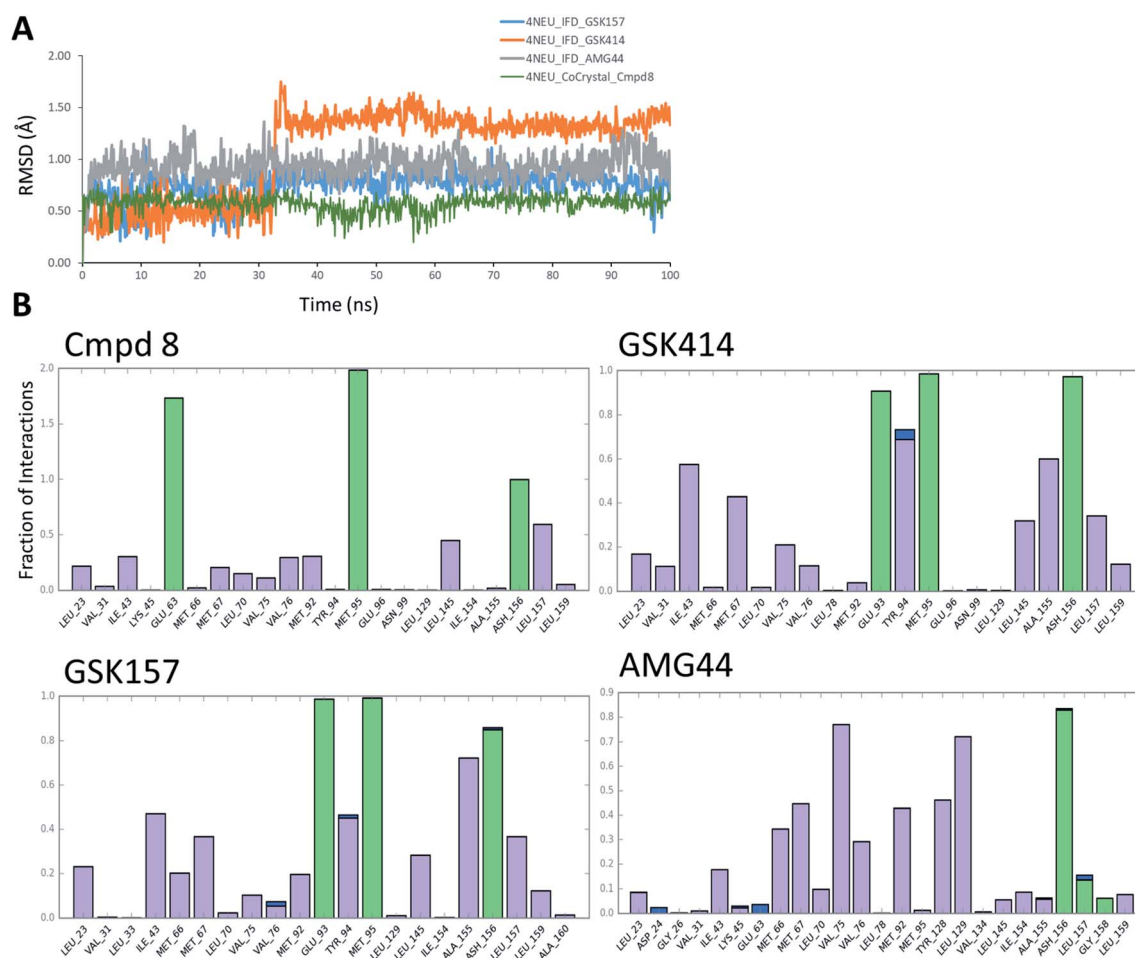 A
4NEU_IFD_GSK157
4NEU_IFD_GSK414
4NEU_IFD_AMG44
4NEU_CoCrystal_Cmpd8
RMSD (Å)
2.00
1.50
1.00
0.50
0.00
0 10 20 30 40 50 60 70 80 90 100
Time (ns)
B
Cmpd 8
Fraction of Interactions
2.0
1.5
1.0
0.5
0.0
LEU_23 VAL_31 ILE_43 LYS_45 GLU_63 MET_66 MET_67 LEU_70 VAL_75 VAL_76 MET_92 TYR_94 MET_95 GLU_96 ASN_99 LEU_129 LEU_145 ILE_154 ALA_155 ASH_156 LEU_157 LEU_159
GSK414
1.0
0.8
0.6
0.4
0.2
0.0
LEU_23 VAL_31 ILE_43 MET_66 MET_67 LEU_70 VAL_75 VAL_76 LEU_78 MET_92 GLU_93 TYR_94 MET_95 GLU_96 ASN_99 LEU_129 LEU_145 ALA_155 ASH_156 LEU_157 LEU_159
GSK157
1.0
0.8
0.6
0.4
0.2
0.0
LEU_23 VAL_31 LEU_33 ILE_43 MET_66 MET_67 LEU_70 VAL_75 VAL_76 MET_92 GLU_93 TYR_94 MET_95 LEU_129 LEU_145 ILE_154 ALA_155 ASH_156 LEU_157 LEU_159 ALA_160
AMG44
0.9
0.8
0.7
0.6
0.5
0.4
0.3
0.2
0.1
0.0
LEU_23 ASP_24 GLY_26 VAL_31 ILE_43 LYS_45 GLU_63 MET_66 MET_67 LEU_70 VAL_75 VAL_76 LEU_78 MET_92 MET_95 TYR_128 LEU_129 VAL_134 LEU_145 ILE_154 ALA_155 ASH_156 LEU_157 GLY_158 LEU_159